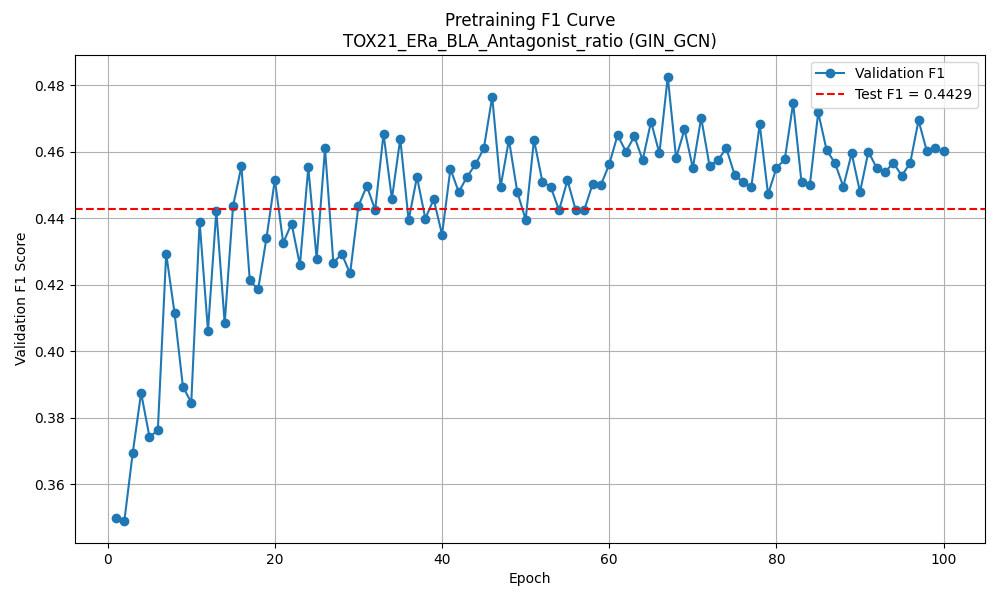 Pretraining F1 Curve
TOX21_ERa_BLA_Antagonist_ratio (GIN_GCN)
Validation F1
Test F1 = 0.4429
Validation F1 Score
0.48
0.46
0.44
0.42
0.40
0.38
0.36
0 20 40 60 80 100
Epoch